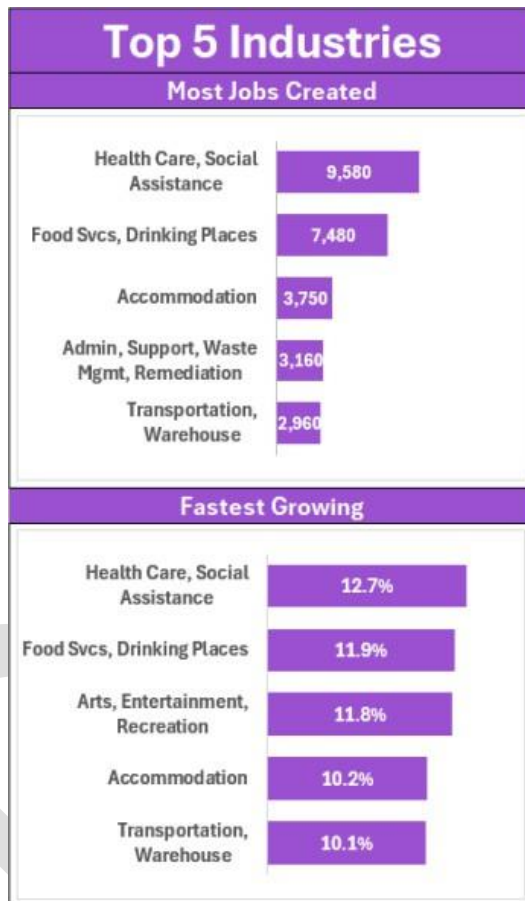 Top 5 Industries
Most Jobs Created
Health Care, Social
Assistance
9,580
Food Svcs, Drinking Places
7,480
Accommodation
3,750
Admin, Support, Waste
Mgmt, Remediation
3,160
Transportation,
Warehouse
2,960
Fastest Growing
Health Care, Social
Assistance
12.7%
Food Svcs, Drinking Places
11.9%
Arts, Entertainment,
Recreation
11.8%
Accommodation
10.2%
Transportation,
Warehouse
10.1%